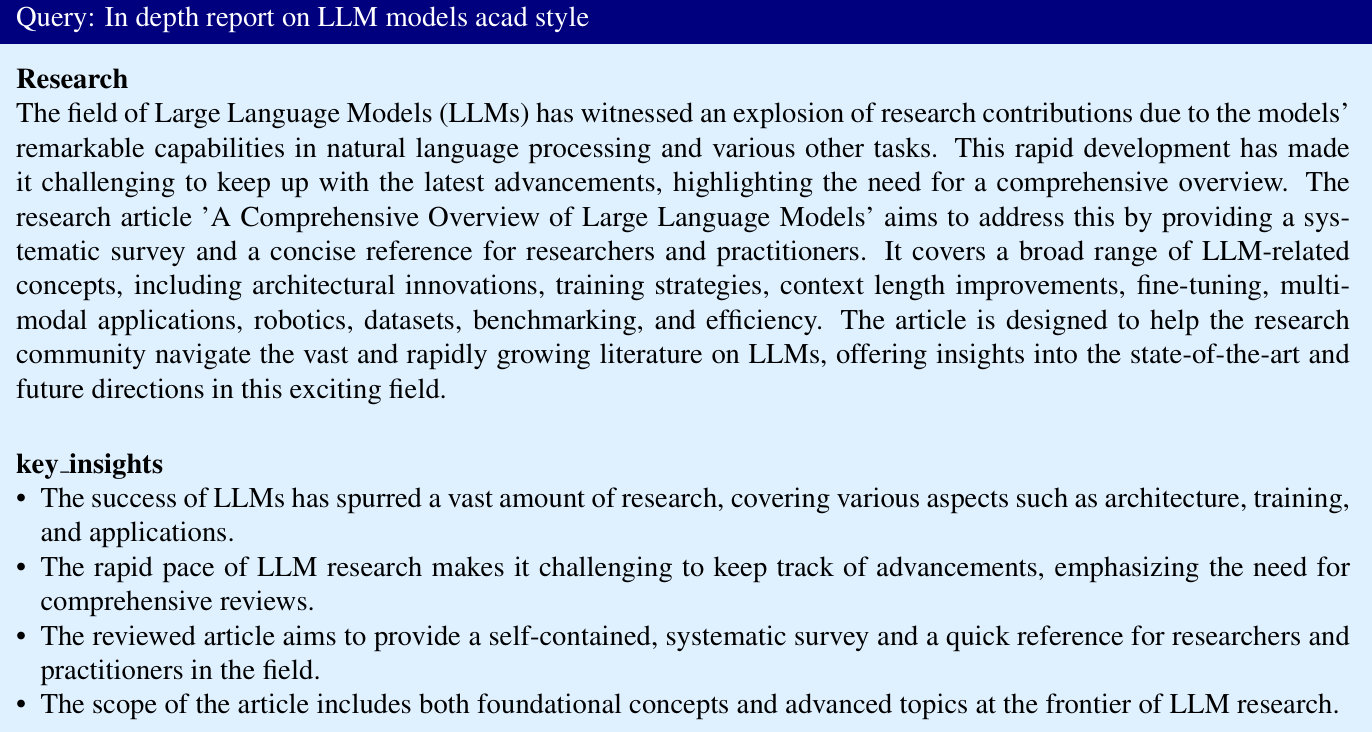 Query: In depth report on LLM models acad style
Research
The field of Large Language Models (LLMs) has witnessed an explosion of research contributions due to the models’
remarkable capabilities in natural language processing and various other tasks. This rapid development has made
it challenging to keep up with the latest advancements, highlighting the need for a comprehensive overview. The
research article ’A Comprehensive Overview of Large Language Models’ aims to address this by providing a sys-
tematic survey and a concise reference for researchers and practitioners. It covers a broad range of LLM-related
concepts, including architectural innovations, training strategies, context length improvements, fine-tuning, multi-
modal applications, robotics, datasets, benchmarking, and efficiency. The article is designed to help the research
community navigate the vast and rapidly growing literature on LLMs, offering insights into the state-of-the-art and
future directions in this exciting field.
key_insights
• The success of LLMs has spurred a vast amount of research, covering various aspects such as architecture, training,
and applications.
• The rapid pace of LLM research makes it challenging to keep track of advancements, emphasizing the need for
comprehensive reviews.
• The reviewed article aims to provide a self-contained, systematic survey and a quick reference for researchers and
practitioners in the field.
• The scope of the article includes both foundational concepts and advanced topics at the frontier of LLM research.